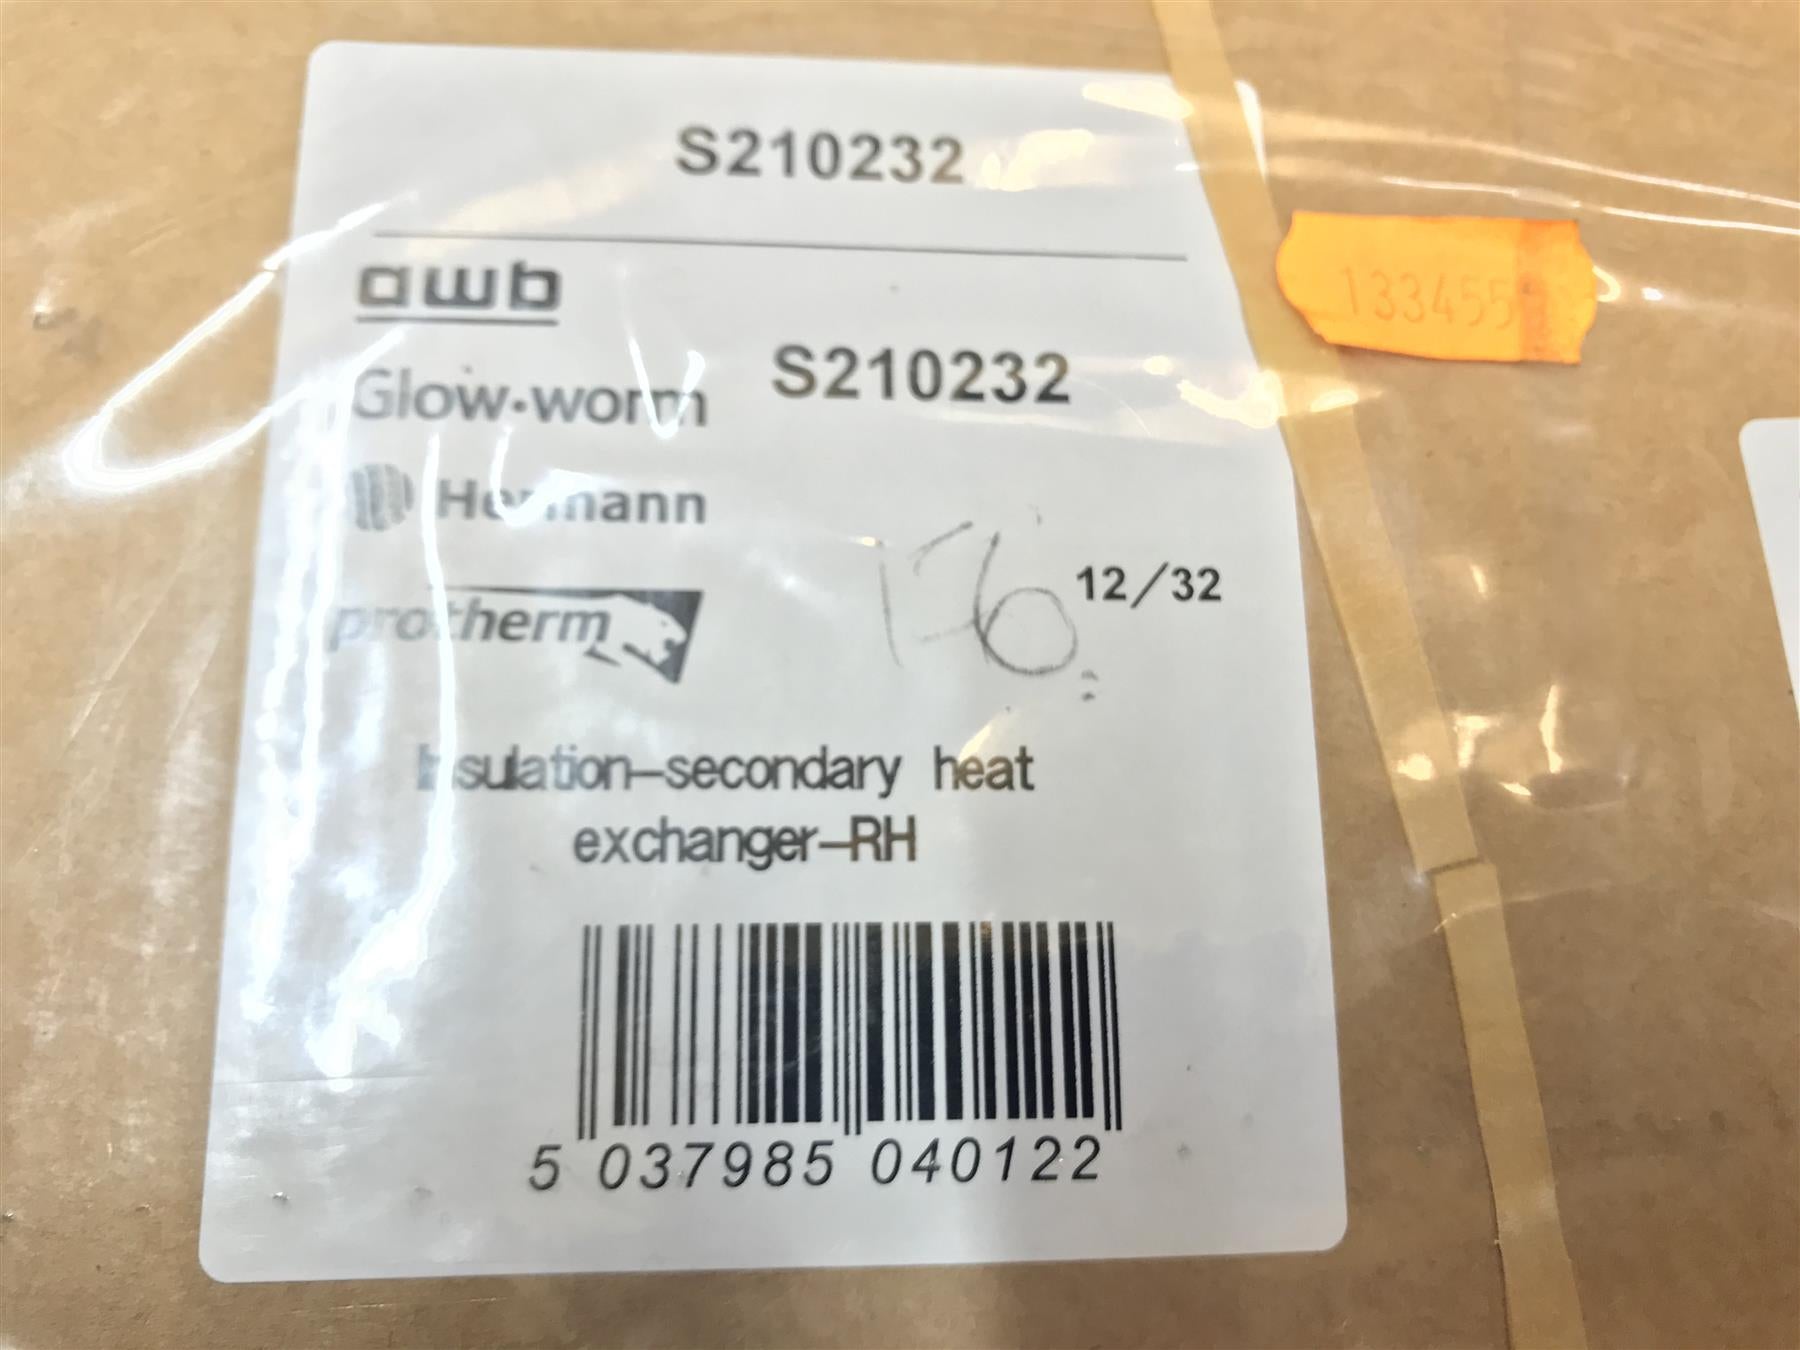 S210232
awb
Glow-worm
S210232
Hermann
12/32
protherm
Insulation-secondary heat
exchanger-RH
5 037985 040122
133455